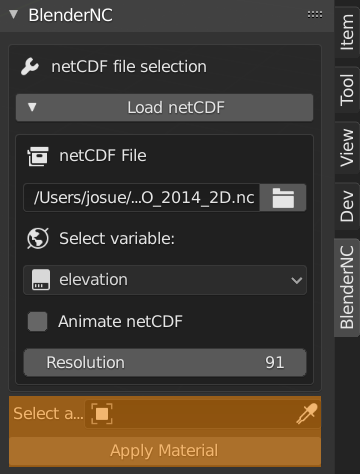 BlenderNC
netCDF file selection
Load netCDF
netCDF File
/Users/josue/...O_2014_2D.nc
Select variable:
elevation
Animate netCDF
Resolution 91
Select a...
Apply Material
Item
Tool
View
Dev
BlenderNC